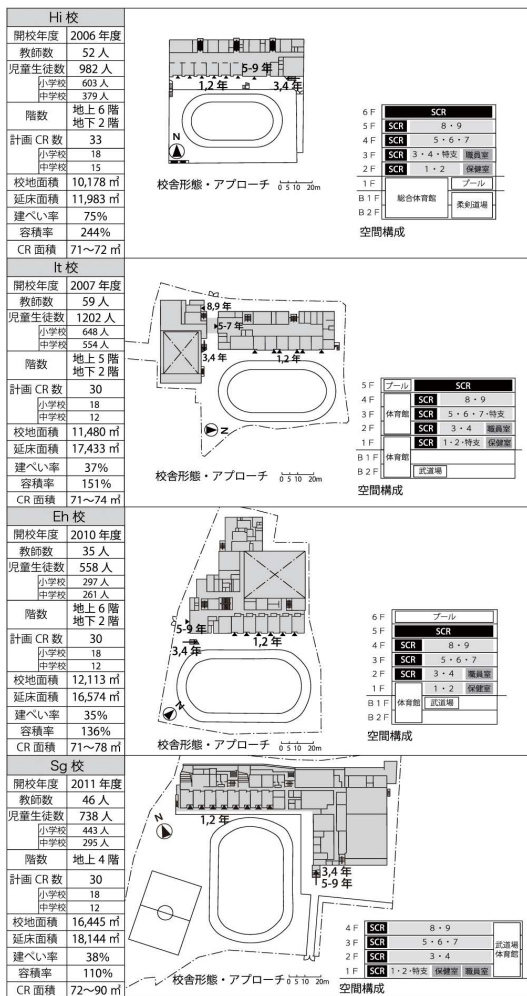 Hi 校
開校年度 2006 年度
教師数 52 人
児童生徒数 982 人
小学校 603 人
中学校 379 人
階数 地上 6 階
地下 2 階
計画 CR 数 33
小学校 18
中学校 15
校地面積 10,178 ㎡
延床面積 11,983 ㎡
建ぺい率 75%
容積率 244%
CR 面積 71〜72 ㎡
5-9 年
1,2 年
3,4 年
N
校舎形態・アプローチ 0 5 10 20m
6 F SCR
5 F SCR 8・9
4 F SCR 5・6・7
3 F SCR 3・4・特支 職員室
2 F SCR 1・2 保健室
1 F プール
B 1 F 総合体育館 柔剣道場
B 2 F
空間構成
It 校
開校年度 2007 年度
教師数 59 人
児童生徒数 1202 人
小学校 648 人
中学校 554 人
階数 地上 5 階
地下 2 階
計画 CR 数 30
小学校 18
中学校 12
校地面積 11,480 ㎡
延床面積 17,433 ㎡
建ぺい率 37%
容積率 151%
CR 面積 71〜74 ㎡
8,9 年
5-7 年
3,4 年
1,2 年
N
校舎形態・アプローチ 0 5 10 20m
5 F プール SCR
4 F 体育館 SCR 8・9
3 F SCR 5・6・7・特支
2 F SCR 3・4 職員室
1 F SCR 1・2・特支 保健室
B 1 F 体育館
B 2 F 武道場
空間構成
Eh 校
開校年度 2010 年度
教師数 35 人
児童生徒数 558 人
小学校 297 人
中学校 261 人
階数 地上 6 階
地下 2 階
計画 CR 数 30
小学校 18
中学校 12
校地面積 12,113 ㎡
延床面積 16,574 ㎡
建ぺい率 35%
容積率 136%
CR 面積 71〜78 ㎡
5-9 年
3,4 年
1,2 年
N
校舎形態・アプローチ 0 5 10 20m
6 F プール
5 F SCR
4 F SCR 8・9
3 F SCR 5・6・7
2 F SCR 3・4 職員室
1 F 1・2 保健室
B 1 F 体育館 武道場
B 2 F
空間構成
Sg 校
開校年度 2011 年度
教師数 46 人
児童生徒数 738 人
小学校 443 人
中学校 295 人
階数 地上 4 階
計画 CR 数 30
小学校 18
中学校 12
校地面積 16,445 ㎡
延床面積 18,144 ㎡
建ぺい率 38%
容積率 110%
CR 面積 72〜90 ㎡
N
1,2 年
3,4 年
5-9 年
校舎形態・アプローチ 0 5 10 20m
4 F SCR 8・9
3 F SCR 5・6・7 武道場
2 F SCR 3・4 体育館
1 F SCR 1・2・特支 保健室 職員室
空間構成